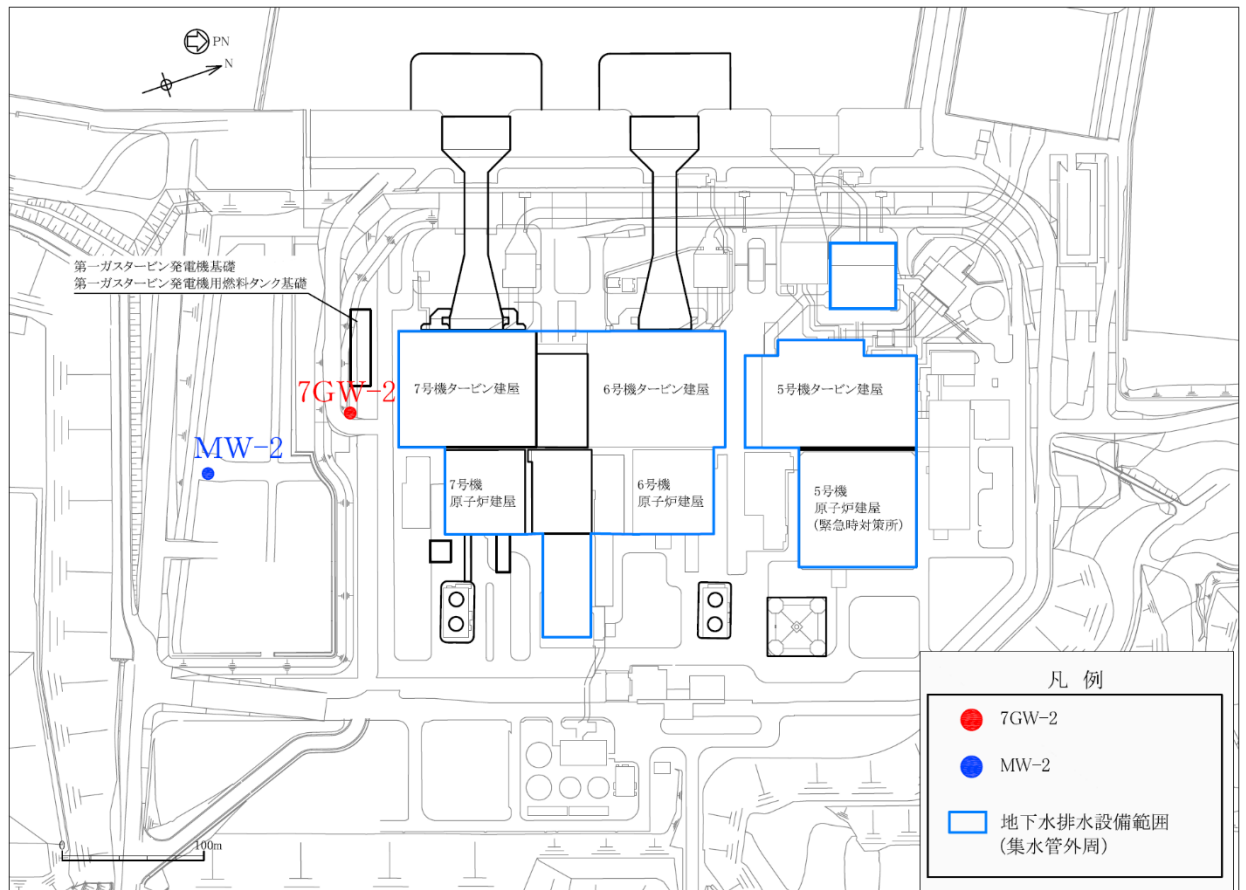 PN
N
第一ガスタービン発電機基礎
第一ガスタービン発電機用燃料タンク基礎
7GW-2
MW-2
7号機タービン建屋
6号機タービン建屋
5号機タービン建屋
7号機
原子炉建屋
6号機
原子炉建屋
5号機
原子炉建屋
(緊急時対策所)
0
100m
凡 例
7GW-2
MW-2
地下水排水設備範囲
(集水管外周)